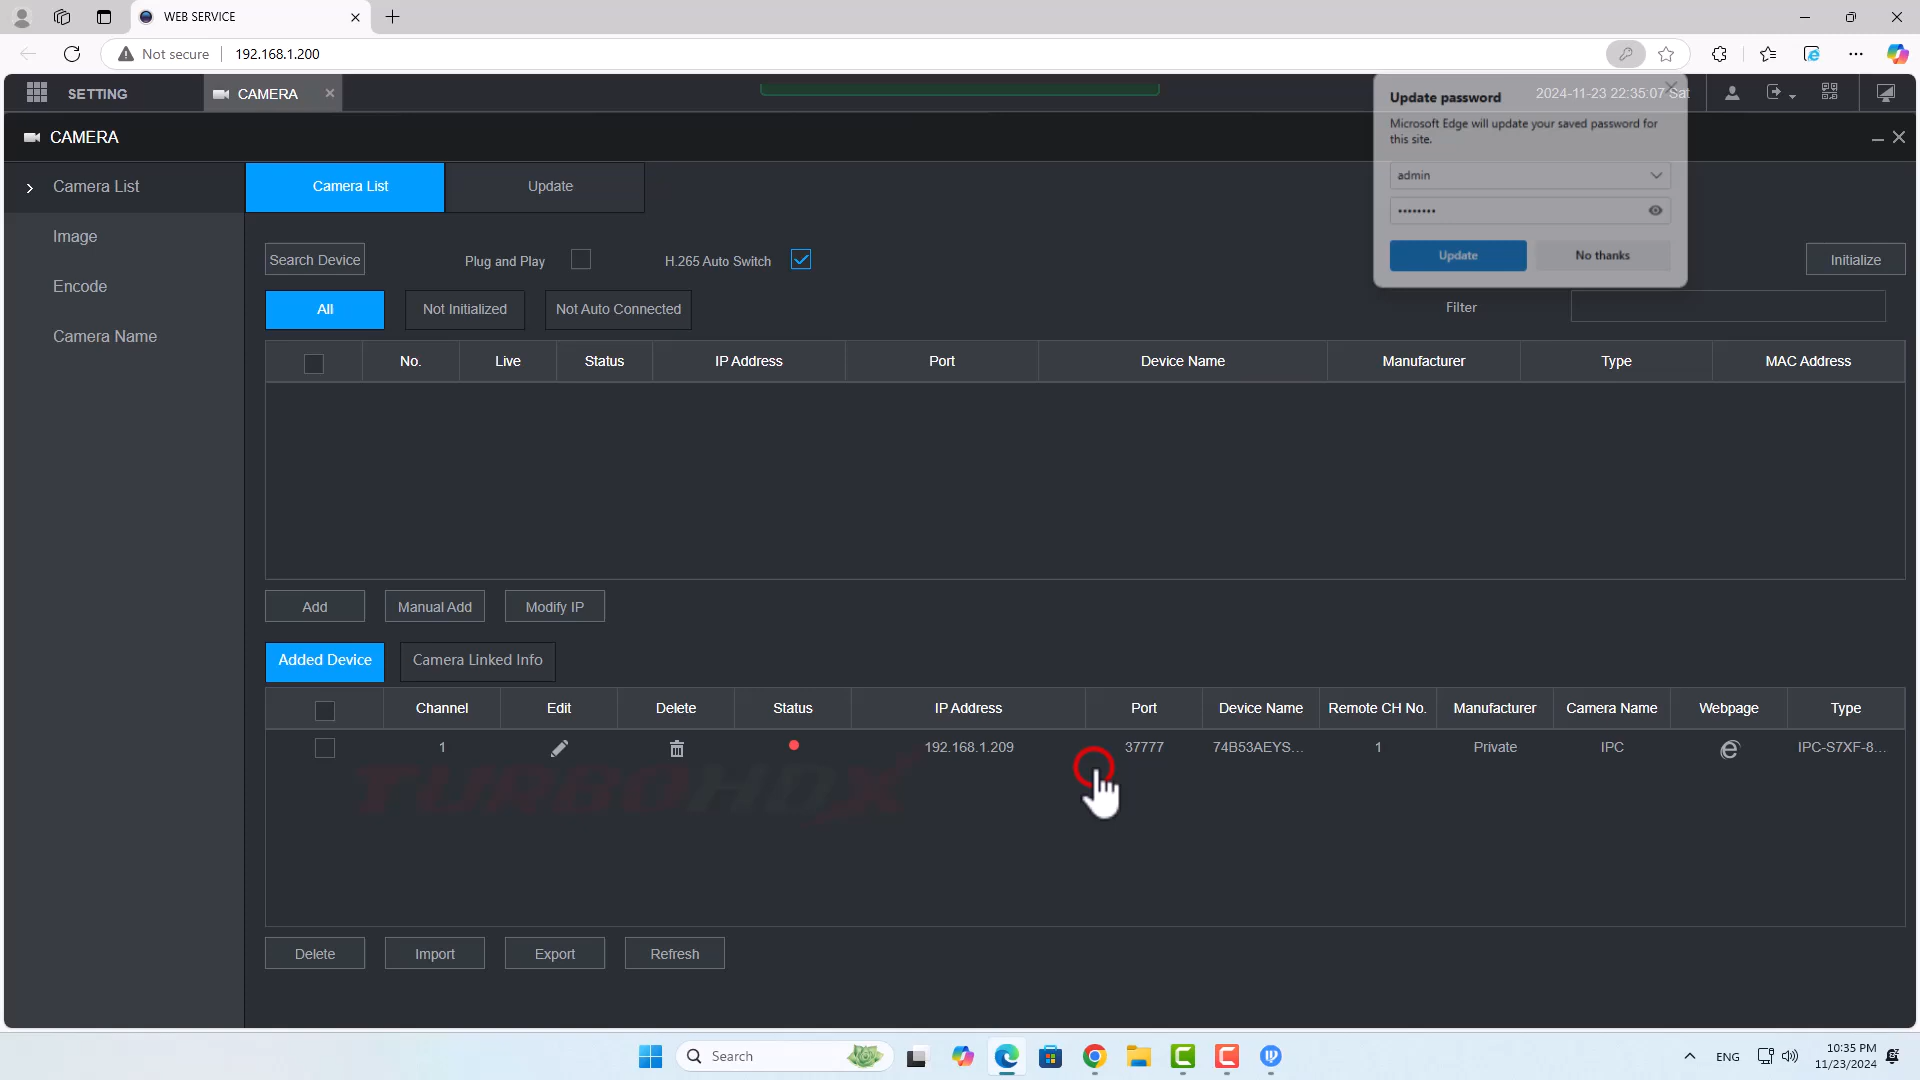 WEB SERVICE
Not secure
192.168.1.200
SETTING
CAMERA
2024-11-23 22:35:07 Sat
Update password
Microsoft Edge will update your saved password for
this site.
admin
••••••••
Update
No thanks
CAMERA
Camera List
Image
Encode
Camera Name
Camera List
Update
Search Device
Plug and Play
H.265 Auto Switch
Initialize
All
Not Initialized
Not Auto Connected
Filter
No.
Live
Status
IP Address
Port
Device Name
Manufacturer
Type
MAC Address
Add
Manual Add
Modify IP
Added Device
Camera Linked Info
Channel
Edit
Delete
Status
IP Address
Port
Device Name
Remote CH No.
Manufacturer
Camera Name
Webpage
Type
1
192.168.1.209
37777
74B53AEYS...
1
Private
IPC
IPC-S7XF-8...
TURBOHDX
Delete
Import
Export
Refresh
Search
ENG
10:35 PM
11/23/2024